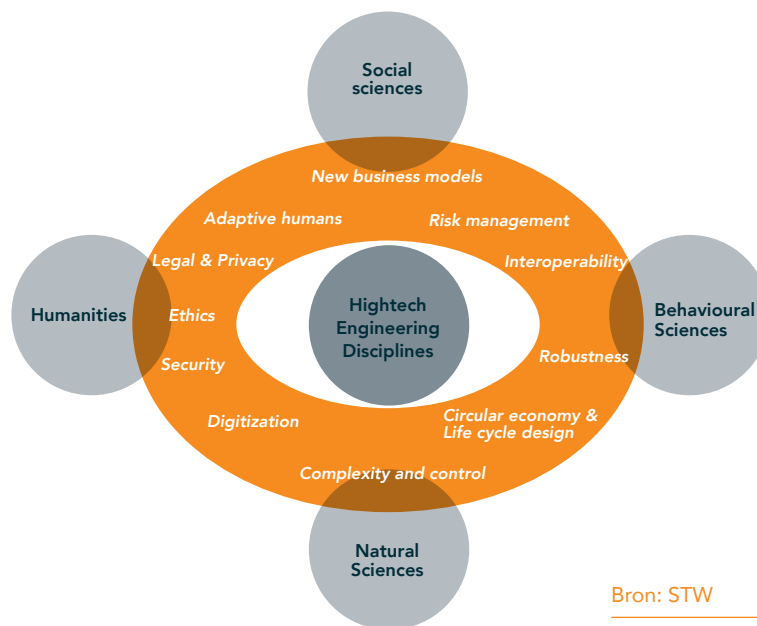 Social
sciences
New business models
Adaptive humans
Risk management
Legal & Privacy
Interoperability
Hightech
Engineering
Disciplines
Humanities
Ethics
Behavioural
Sciences
Security
Robustness
Digitization
Circular economy &
Life cycle design
Complexity and control
Natural
Sciences
Bron: STW